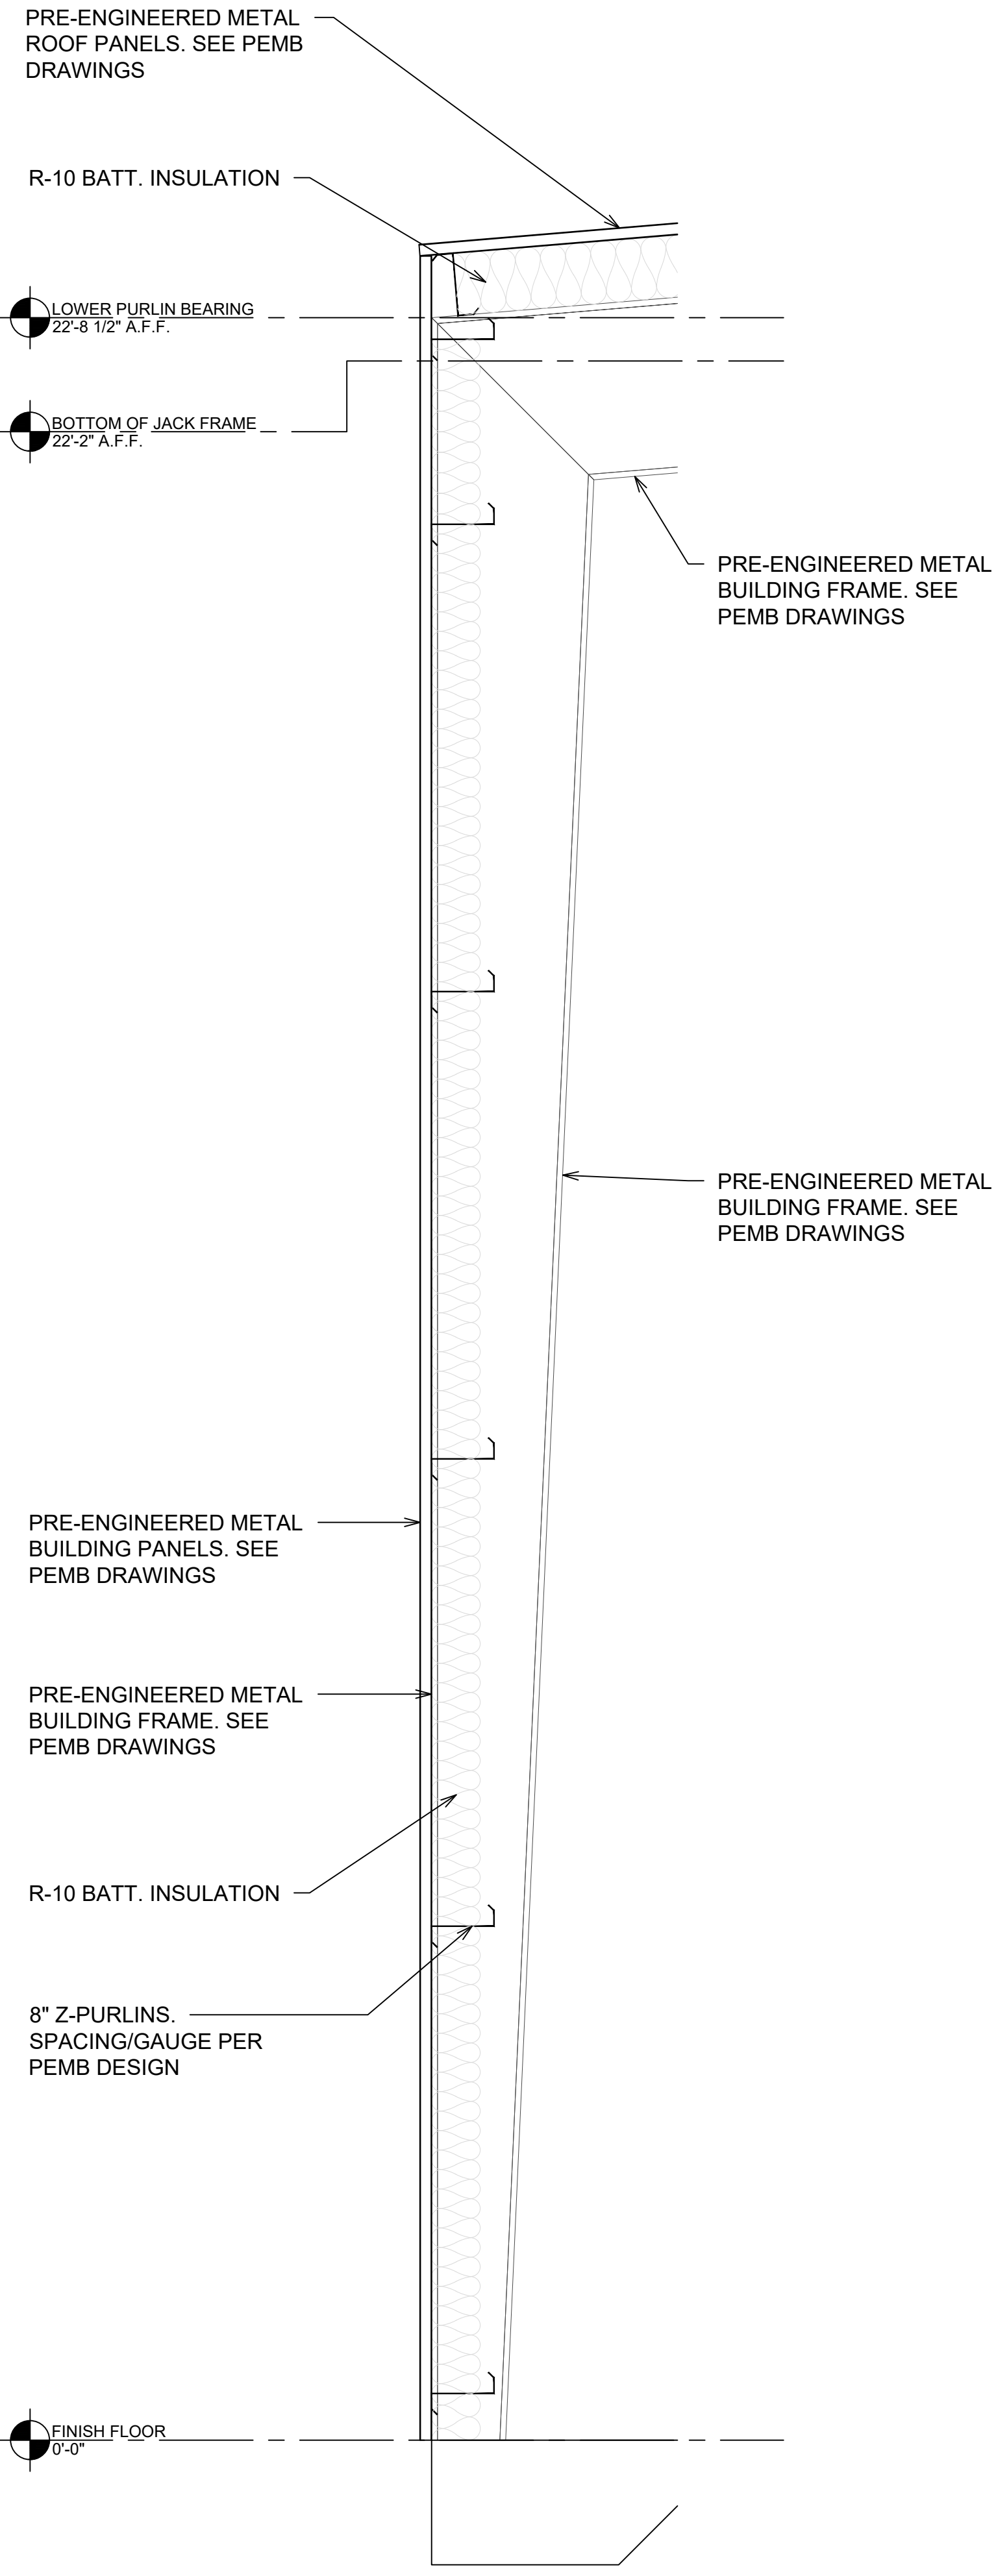 PRE-ENGINEERED METAL
ROOF PANELS. SEE PEMB
DRAWINGS
R-10 BATT. INSULATION
LOWER PURLIN BEARING
22'-8 1/2" A.F.F.
BOTTOM OF JACK FRAME
22'-2" A.F.F.
PRE-ENGINEERED METAL
BUILDING FRAME. SEE
PEMB DRAWINGS
PRE-ENGINEERED METAL
BUILDING FRAME. SEE
PEMB DRAWINGS
PRE-ENGINEERED METAL
BUILDING PANELS. SEE
PEMB DRAWINGS
PRE-ENGINEERED METAL
BUILDING FRAME. SEE
PEMB DRAWINGS
R-10 BATT. INSULATION
8" Z-PURLINS.
SPACING/GAUGE PER
PEMB DESIGN
FINISH FLOOR
0'-0"